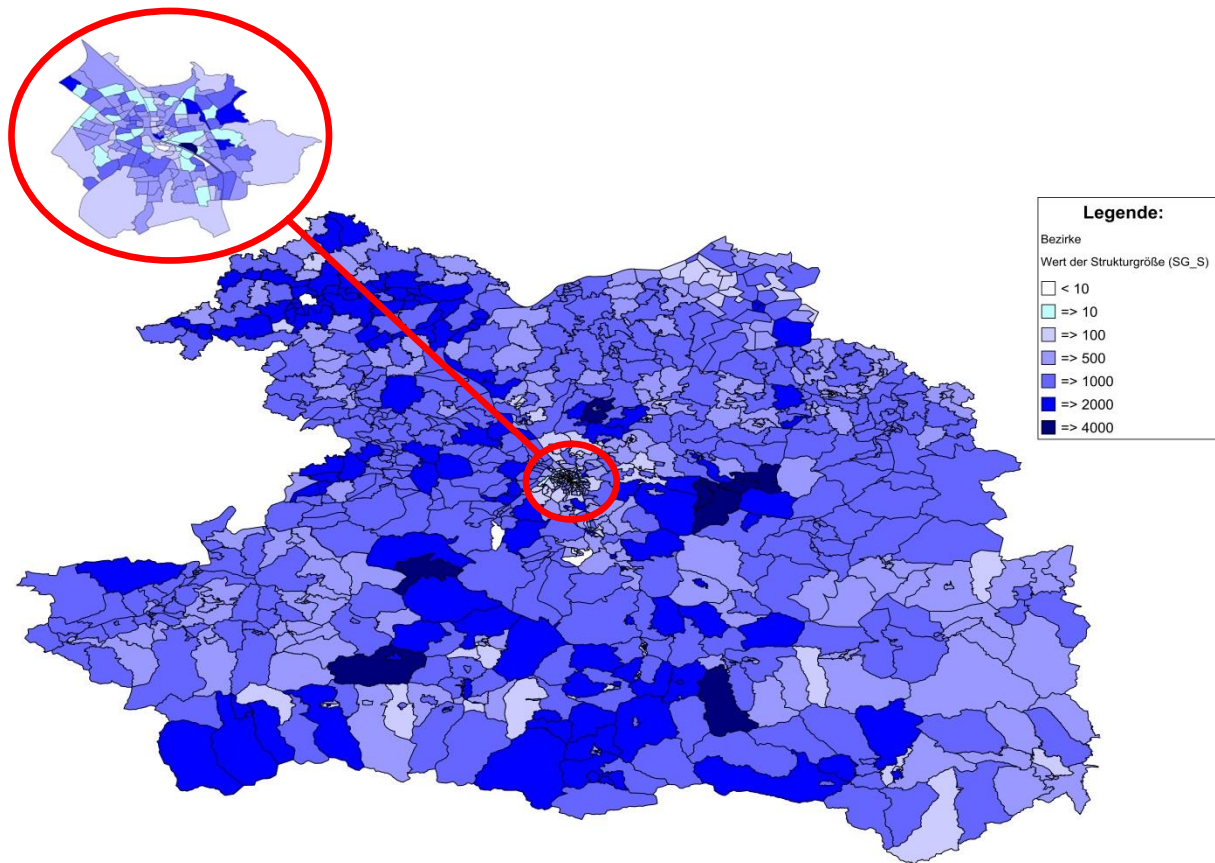 Legende:
Bezirke
Wert der Strukturgröße (SG_S)
< 10
=> 10
=> 100
=> 500
=> 1000
=> 2000
=> 4000